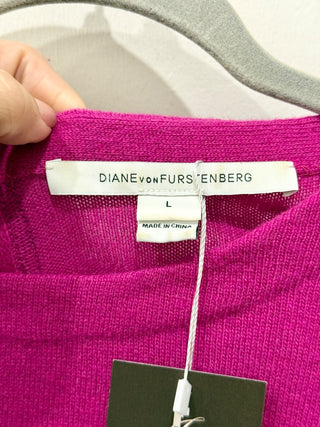 DIANE VON FURSTENBERG
L
MADE IN CHINA